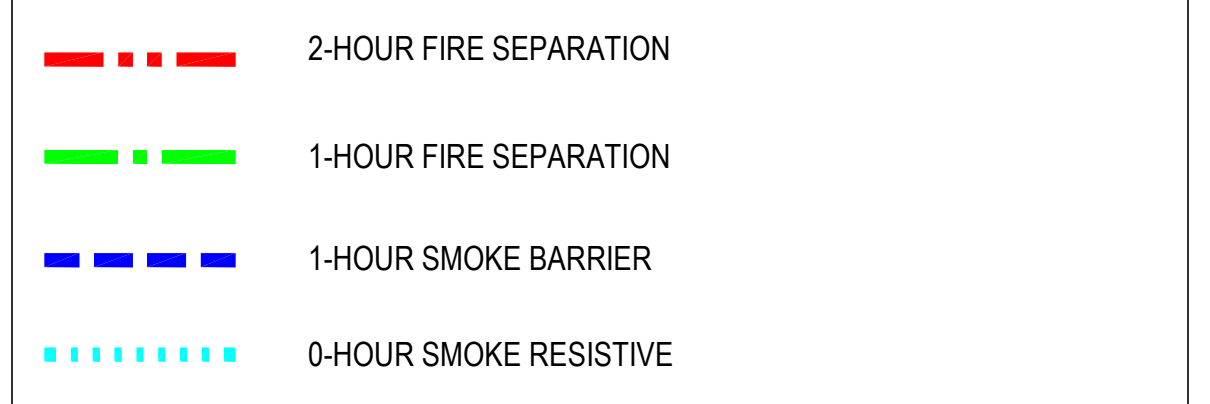 2-HOUR FIRE SEPARATION
1-HOUR FIRE SEPARATION
1-HOUR SMOKE BARRIER
0-HOUR SMOKE RESISTIVE